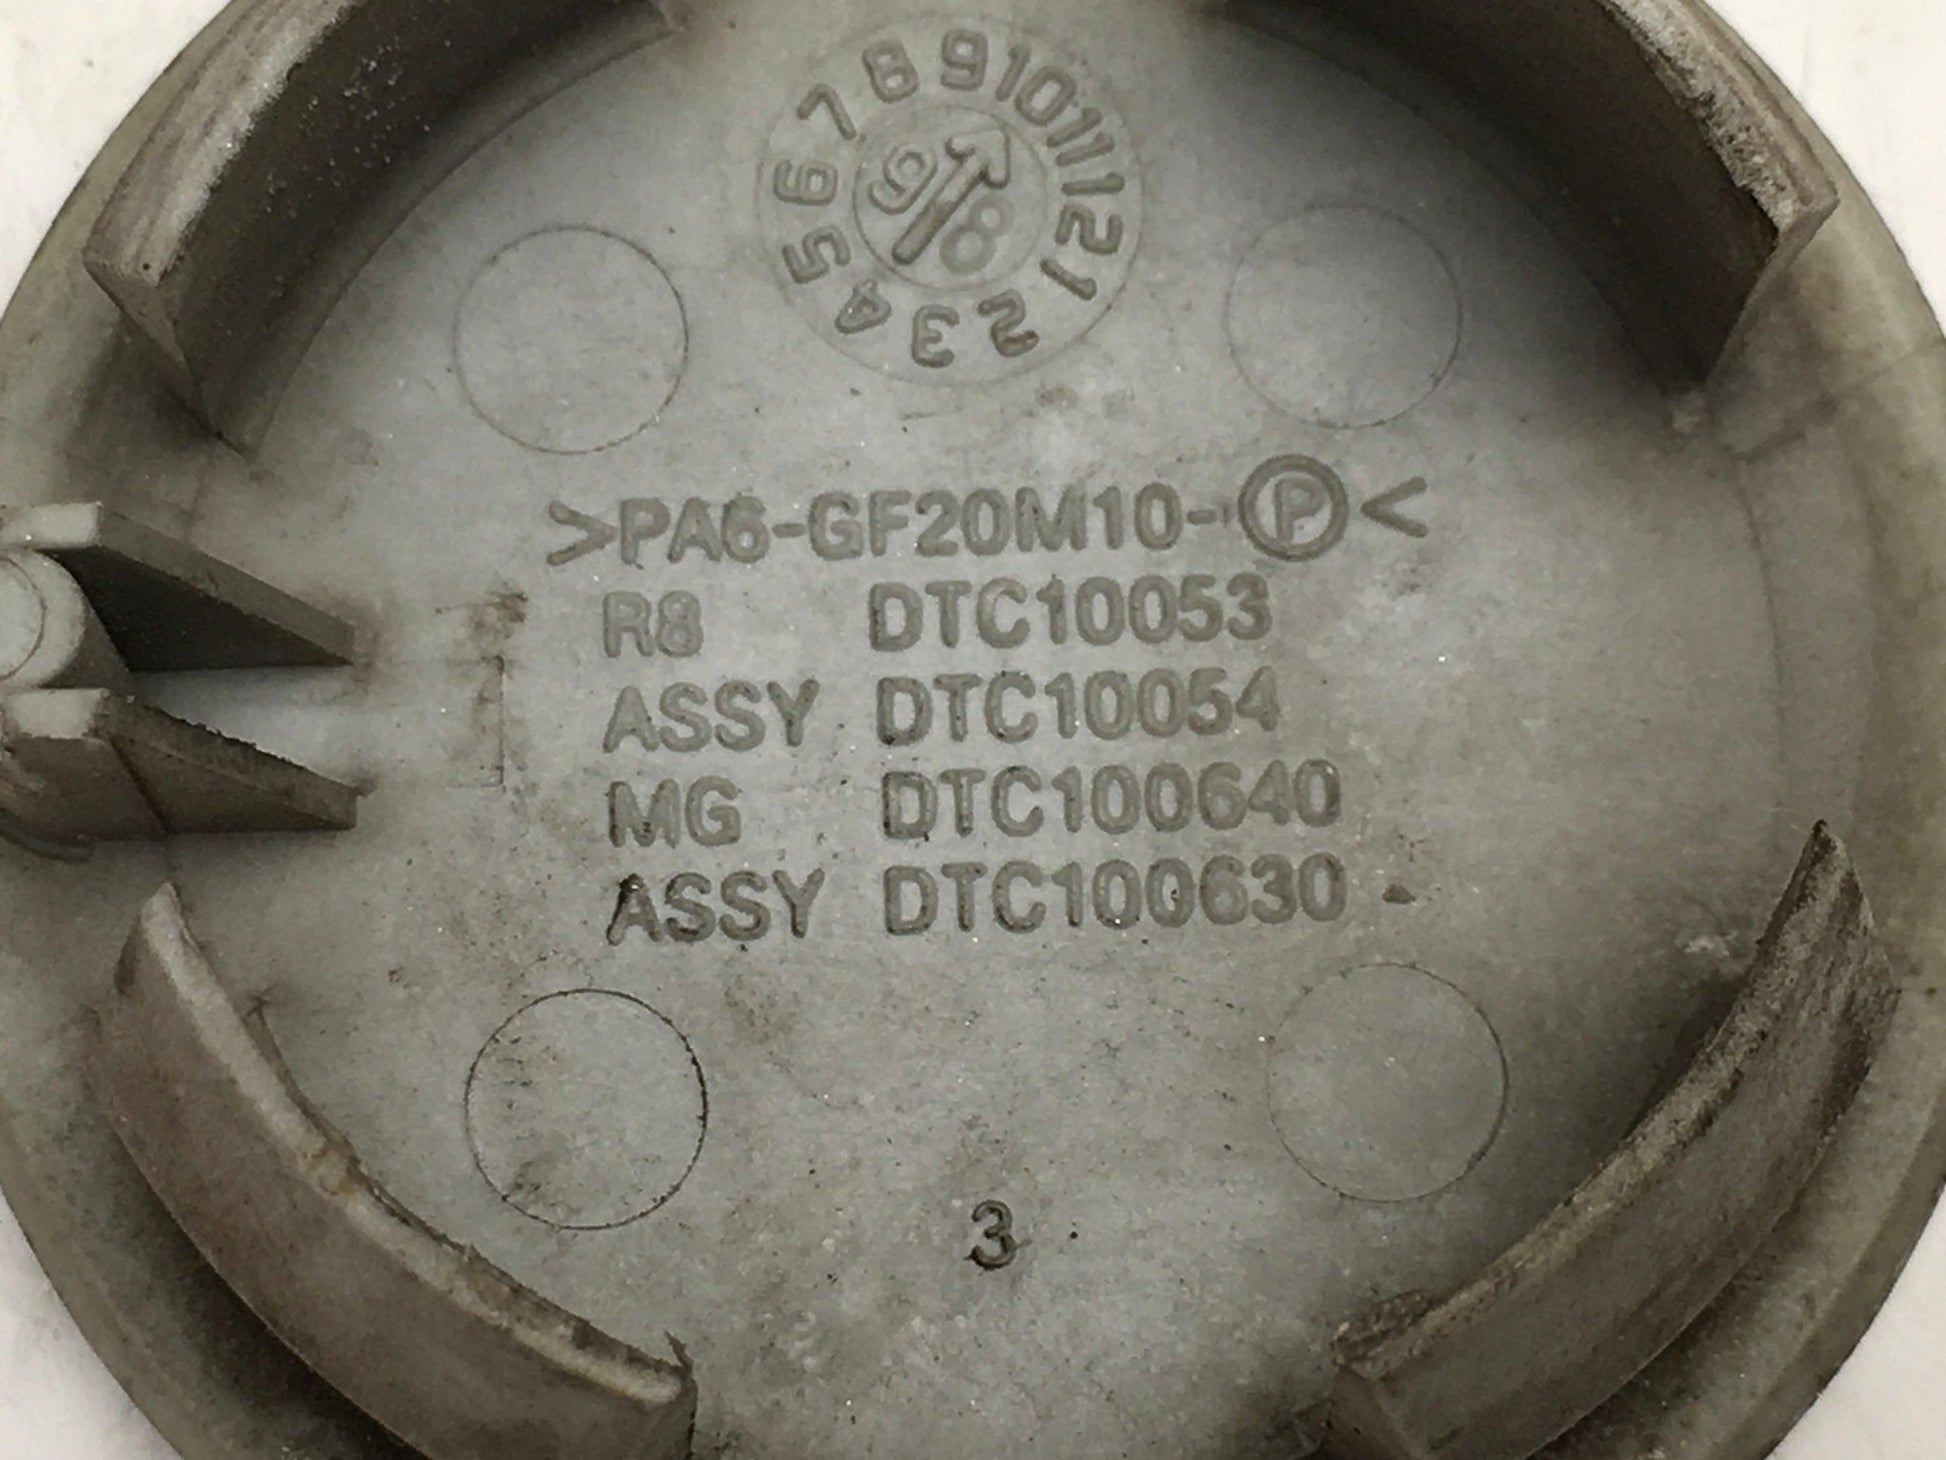 1 2 3 4 5 6 7 8 9 10 11 12
98
>PA6-GF20M10-Ⓟ<
R8 DTC10053
ASSY DTC10054
MG DTC100640
ASSY DTC100630
3